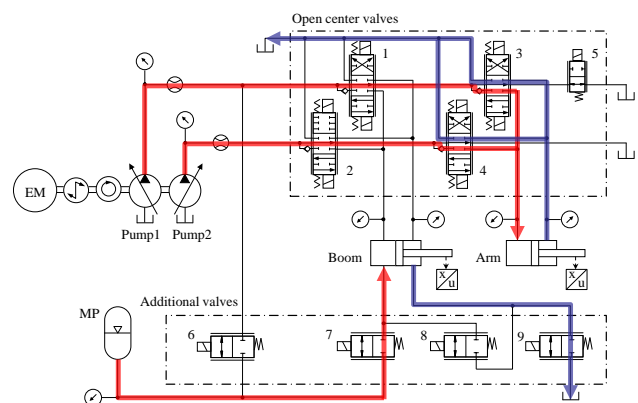 Open center valves
1
3
5
2
4
EM
Pump1
Pump2
Boom
Arm
x
u
x
u
MP
Additional valves
6
7
8
9